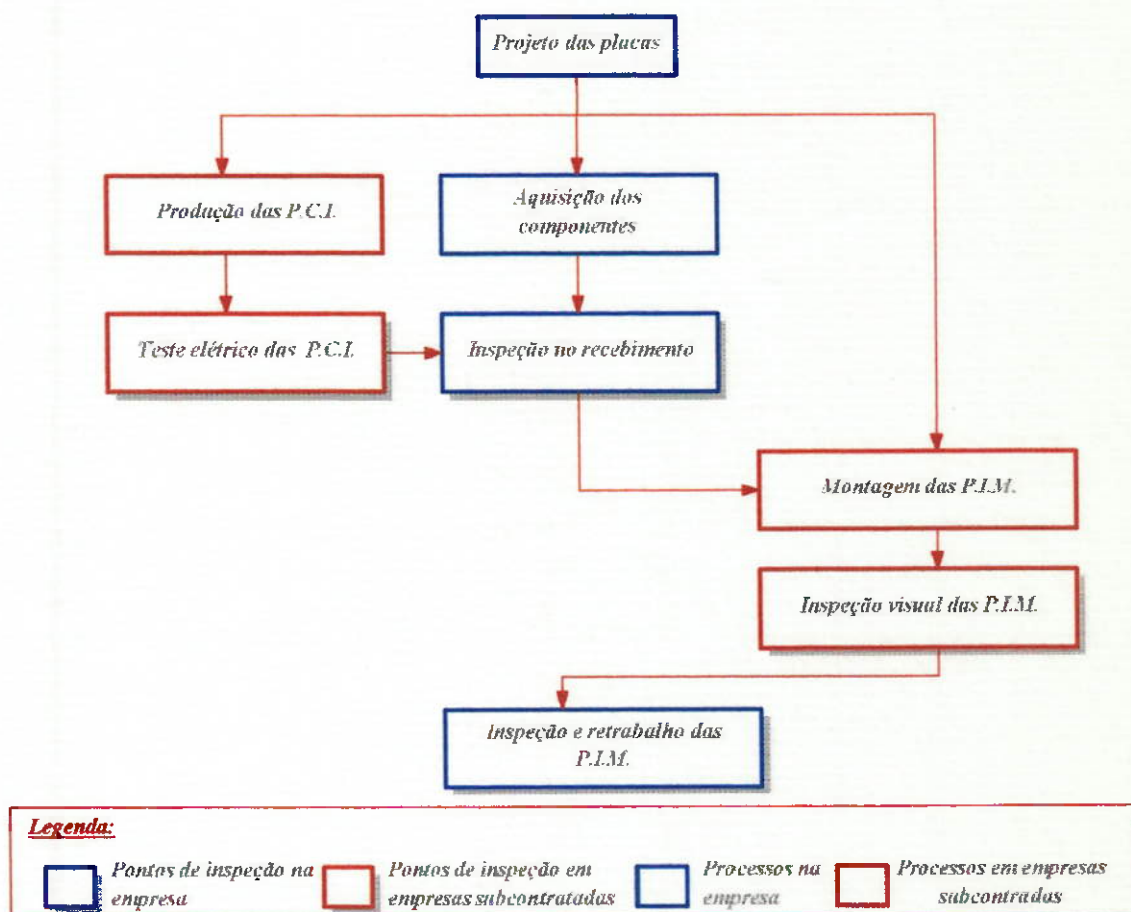 Projeto das placas
Produção das P.C.I.
Aquisição dos
componentes
Teste elétrico das P.C.I.
Inspeção no recebimento
Montagem das P.I.M.
Inspeção visual das P.I.M.
Inspeção e retrabalho das
P.I.M.
Legenda:
Pontos de inspeção na
empresa
Pontos de inspeção em
empresas subcontratadas
Processos na
empresa
Processos em empresas
subcontradas